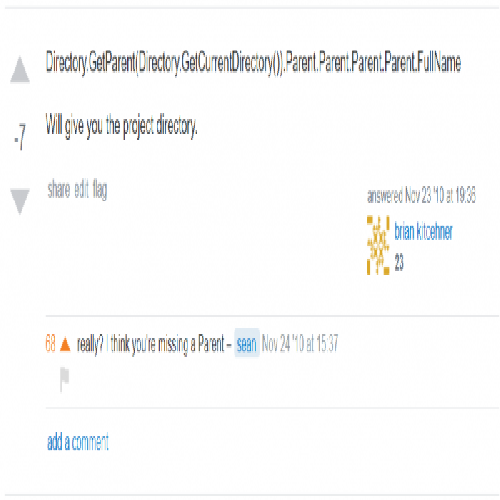 Directory.GetParent(Directory.GetCurrentDirectory()).Parent.Parent.Parent.Parent.FullName
-7
Will give you the project directory.
share edit flag
answered Nov 23 '10 at 19:36
brian kitcehner
23
68 really? I think you're missing a Parent – sean Nov 24 '10 at 15:37
add a comment